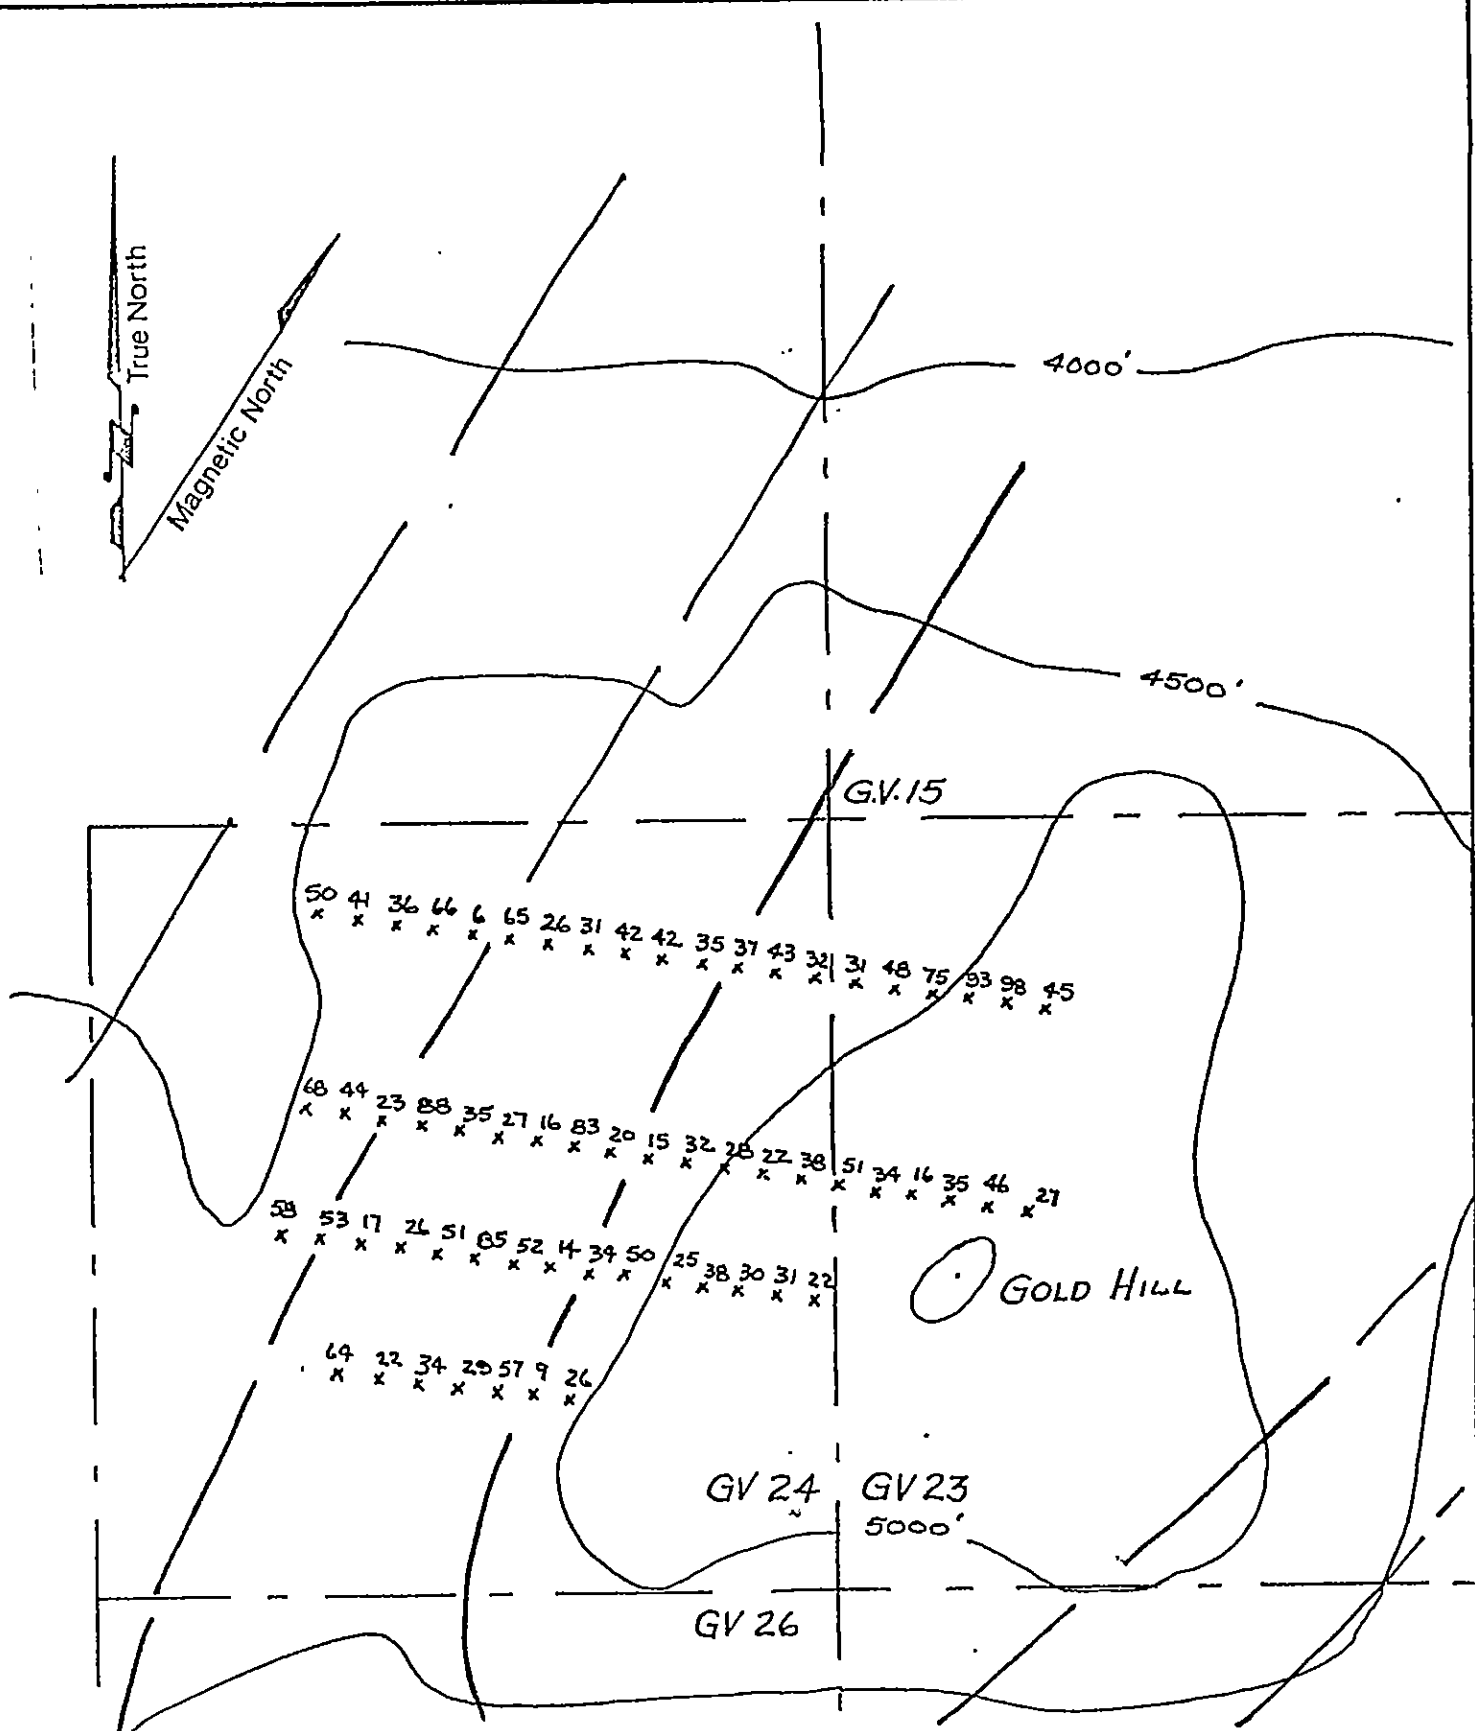 True North
Magnetic North
4000'
4500'
G.V.15
50 41 36 66 6 65 26 31 42 42 35 37 43 32 31 48 75 93 98 45
68 44 23 88 35 27 16 83 20 15 32 28 22 38 51 34 16 35 46 27
58 53 17 26 51 85 52 14 34 50 25 38 30 31 22
GOLD HILL
64 22 34 28 57 9 26
GV 24 GV 23
5000'
GV 26